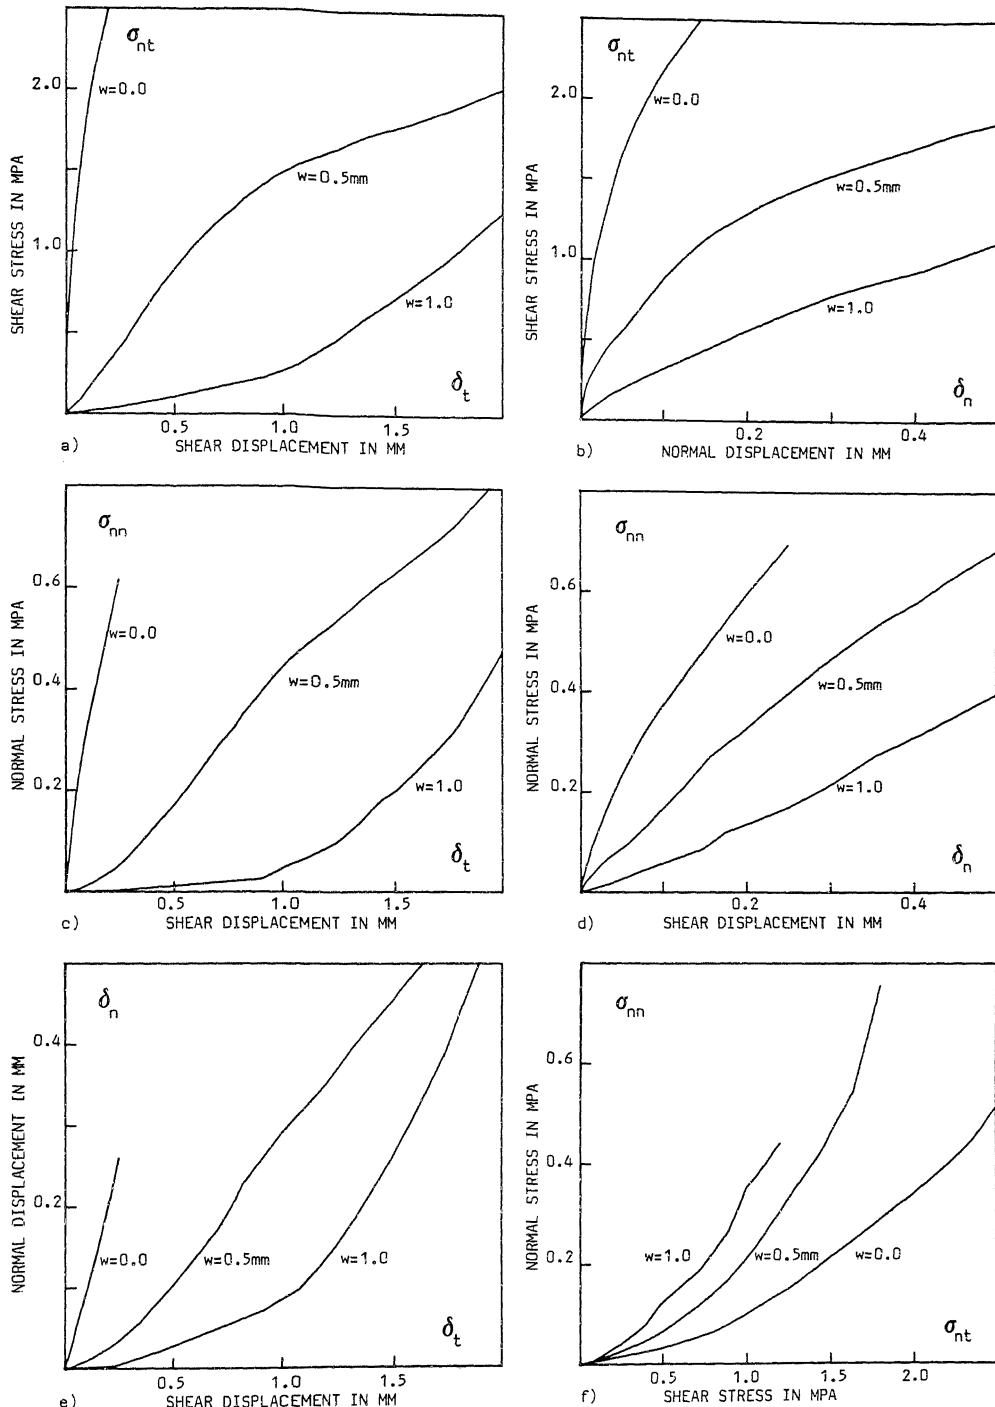 σnt
w=0.0
2.0
w=0.5mm
1.0
w=1.0
δt
SHEAR STRESS IN MPA
0.5
1.0
1.5
a)
SHEAR DISPLACEMENT IN MM
σnt
w=0.0
2.0
w=0.5mm
1.0
w=1.0
δn
SHEAR STRESS IN MPA
0.2
0.4
b)
NORMAL DISPLACEMENT IN MM
σnn
0.6
w=0.0
0.4
w=0.5mm
0.2
w=1.0
δt
NORMAL STRESS IN MPA
0.5
1.0
1.5
c)
SHEAR DISPLACEMENT IN MM
σnn
0.6
w=0.0
0.4
w=0.5mm
0.2
w=1.0
δn
NORMAL STRESS IN MPA
0.2
0.4
d)
SHEAR DISPLACEMENT IN MM
δn
0.4
0.2
w=0.0
w=0.5mm
w=1.0
δt
NORMAL DISPLACEMENT IN MM
0.5
1.0
1.5
e)
SHEAR DISPLACEMENT IN MM
σnn
0.6
0.4
0.2
w=1.0
w=0.5mm
w=0.0
σnt
NORMAL STRESS IN MPA
0.5
1.0
1.5
2.0
f)
SHEAR STRESS IN MPA